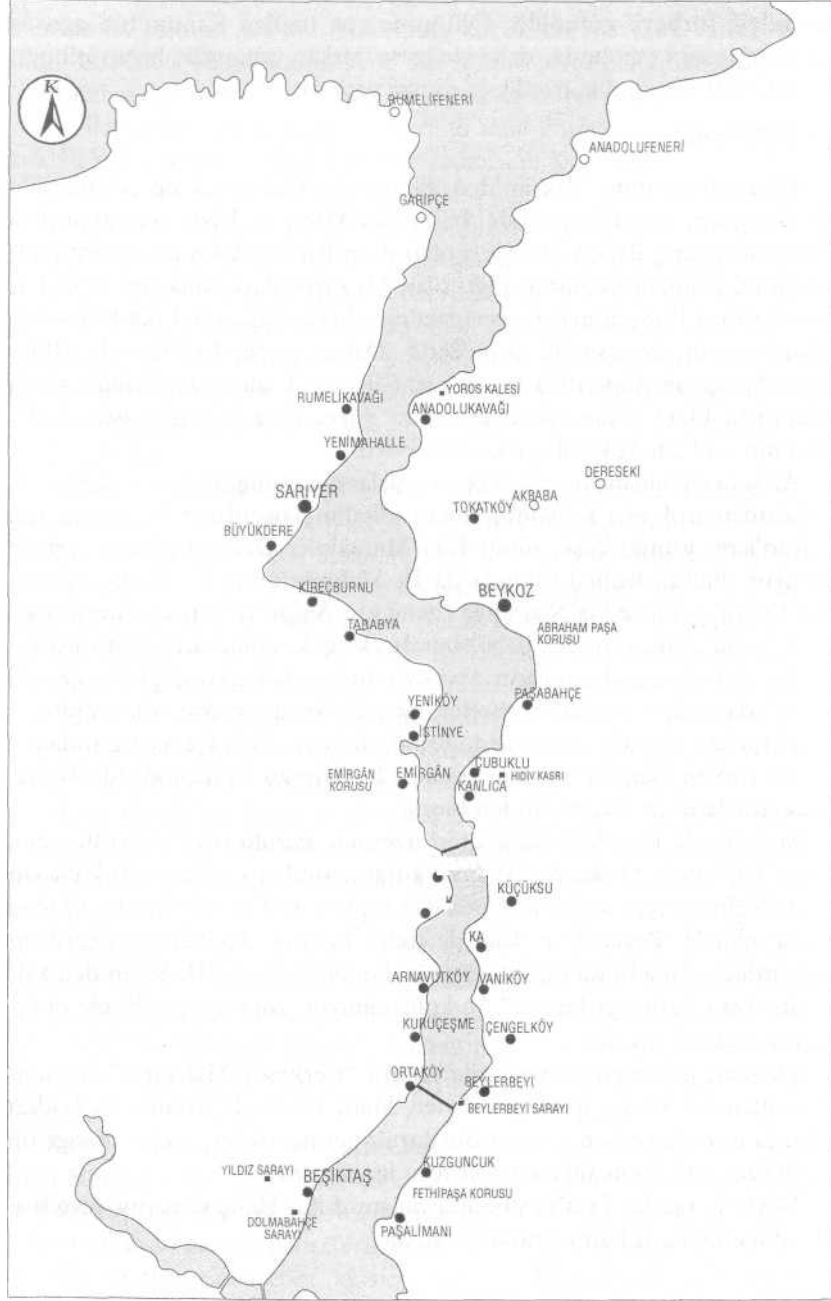 K
RUMELİFENERİ
ANADOLUFENERİ
GARİPÇE
YOROS KALESİ
RUMELİKAVAĞI
ANADOLUKAVAĞI
YENİMAHALLE
DERESEKİ
SARIYER
AKBABA
TOKATKÖY
BÜYÜKDERE
KİREÇBURNU
BEYKOZ
TABABYA
ABRAHAM PAŞA
KORUSU
PAŞABAHÇE
YENİKÖY
İSTİNYE
EMİRGÂN
KORUSU
EMİRGÂN
ÇUBUKLU
HIDİV KASRI
KANLICA
KÜÇÜKSU
KA
ARNAVUTKÖY
VANİKÖY
KURUÇEŞME
ÇENGELKÖY
ORTAKÖY
BEYLERBEYİ
BEYLERBEYİ SARAYI
YILDIZ SARAYI
KUZGUNCUK
BEŞİKTAŞ
FETHİPAŞA KORUSU
DOLMABAHÇE
SARAYI
PAŞALİMANI